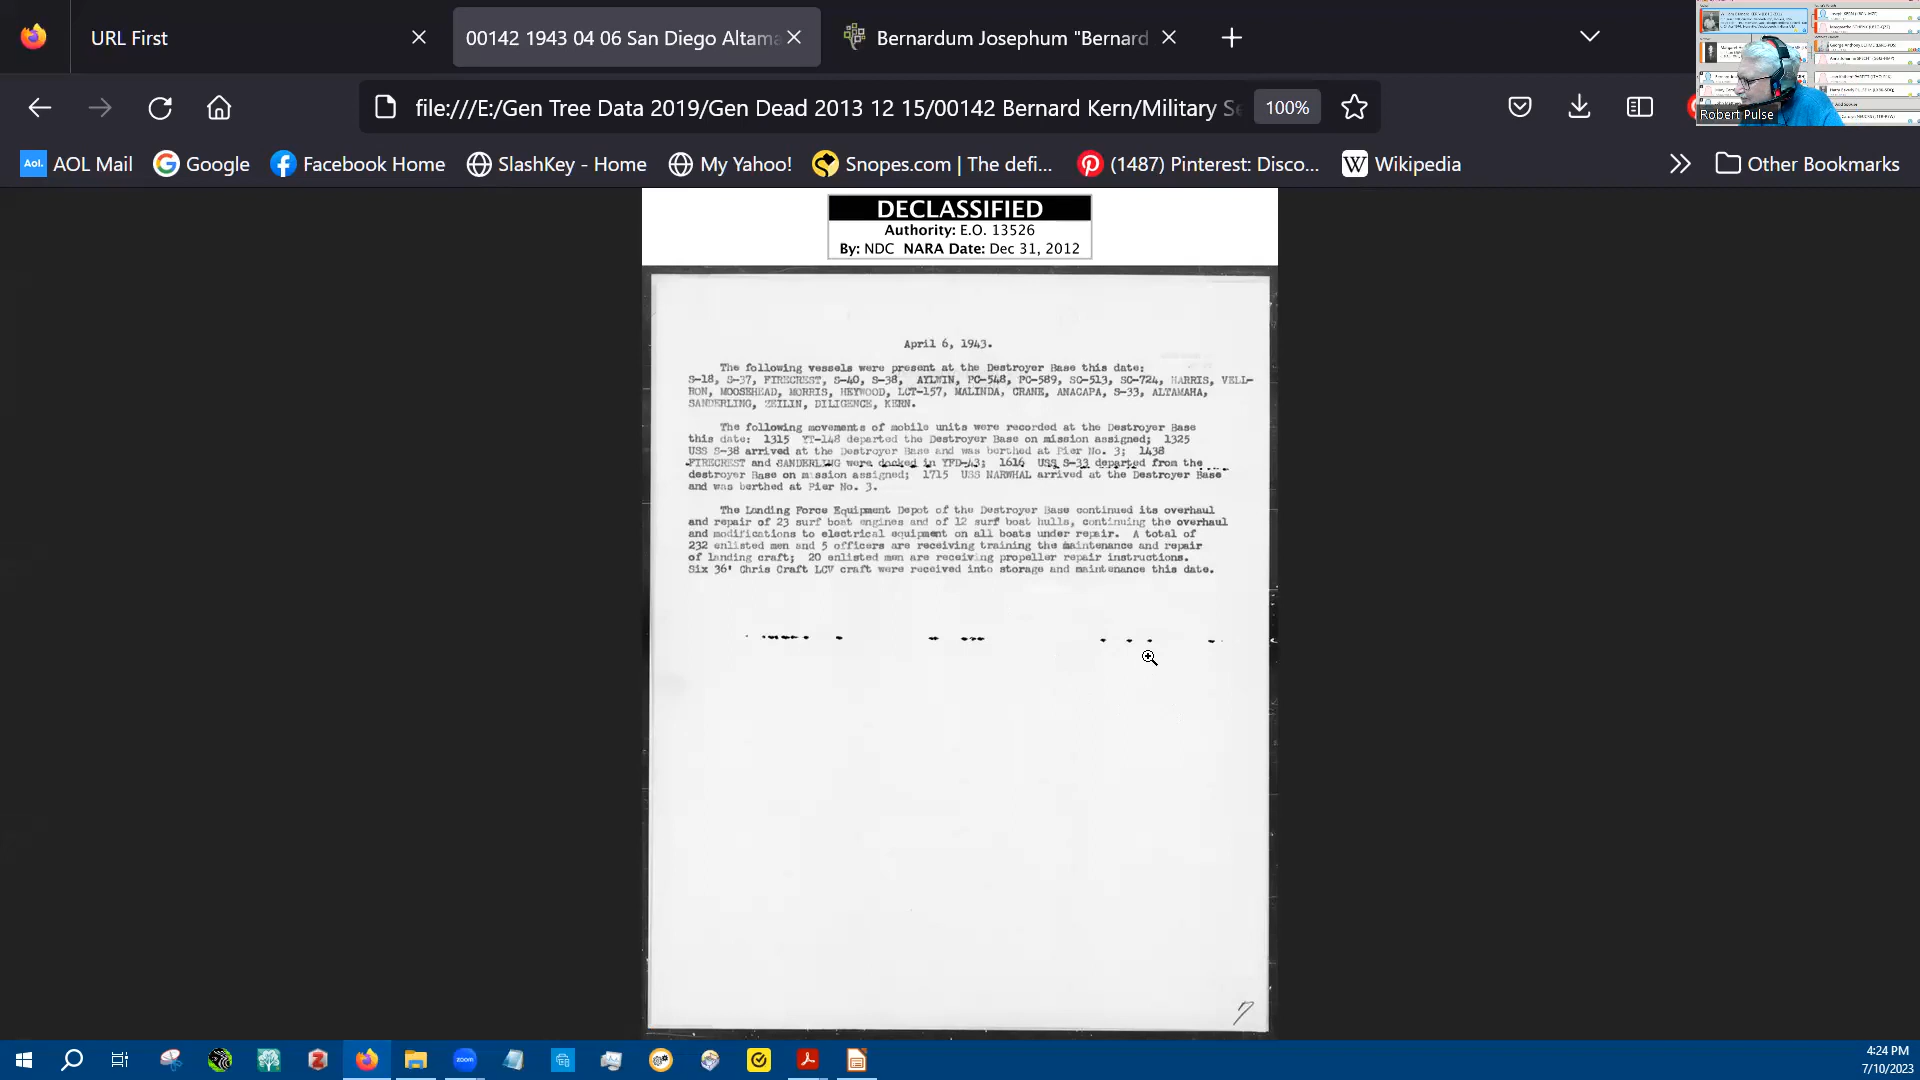 URL First
00142 1943 04 06 San Diego Altama
Bernardum Josephum "Bernard
file:///E:/Gen Tree Data 2019/Gen Dead 2013 12 15/00142 Bernard Kern/Military Se
100%
Robert Pulse
Aol. AOL Mail
Google
Facebook Home
SlashKey - Home
My Yahoo!
Snopes.com | The defi...
(1487) Pinterest: Disco...
W Wikipedia
Other Bookmarks
DECLASSIFIED
Authority: E.O. 13526
By: NDC NARA Date: Dec 31, 2012
April 6, 1943.
The following vessels were present at the Destroyer Base this date:
S-18, S-37, FIRECREST, S-40, S-38, AYLWIN, PC-548, PC-589, SC-513, SC-724, HARRIS, VELL-
RON, MOOSEHEAD, MORRIS, HEYWOOD, LCT-157, MALINDA, CRANE, ANACAPA, S-33, ALTAMAHA,
SANDERLING, ZEILIN, DILIGENCE, KERN.
The following movements of mobile units were recorded at the Destroyer Base
this date: 1315 YT-148 departed the Destroyer Base on mission assigned; 1325
USS S-38 arrived at the Destroyer Base and was berthed at Pier No. 3; 1438
FIRECREST and SANDERLING were docked in YFD-43; 1616 USS S-33 departed from the
destroyer Base on mission assigned; 1715 USS NARWHAL arrived at the Destroyer Base
and was berthed at Pier No. 3.
The Landing Force Equipment Depot of the Destroyer Base continued its overhaul
and repair of 23 surf boat engines and of 12 surf boat hulls, continuing the overhaul
and modifications to electrical equipment on all boats under repair. A total of
232 enlisted men and 5 officers are receiving training the maintenance and repair
of landing craft; 20 enlisted men are receiving propeller repair instructions.
Six 36' Chris Craft LCV craft were received into storage and maintenance this date.
7
zoom
4:24 PM
7/10/2023